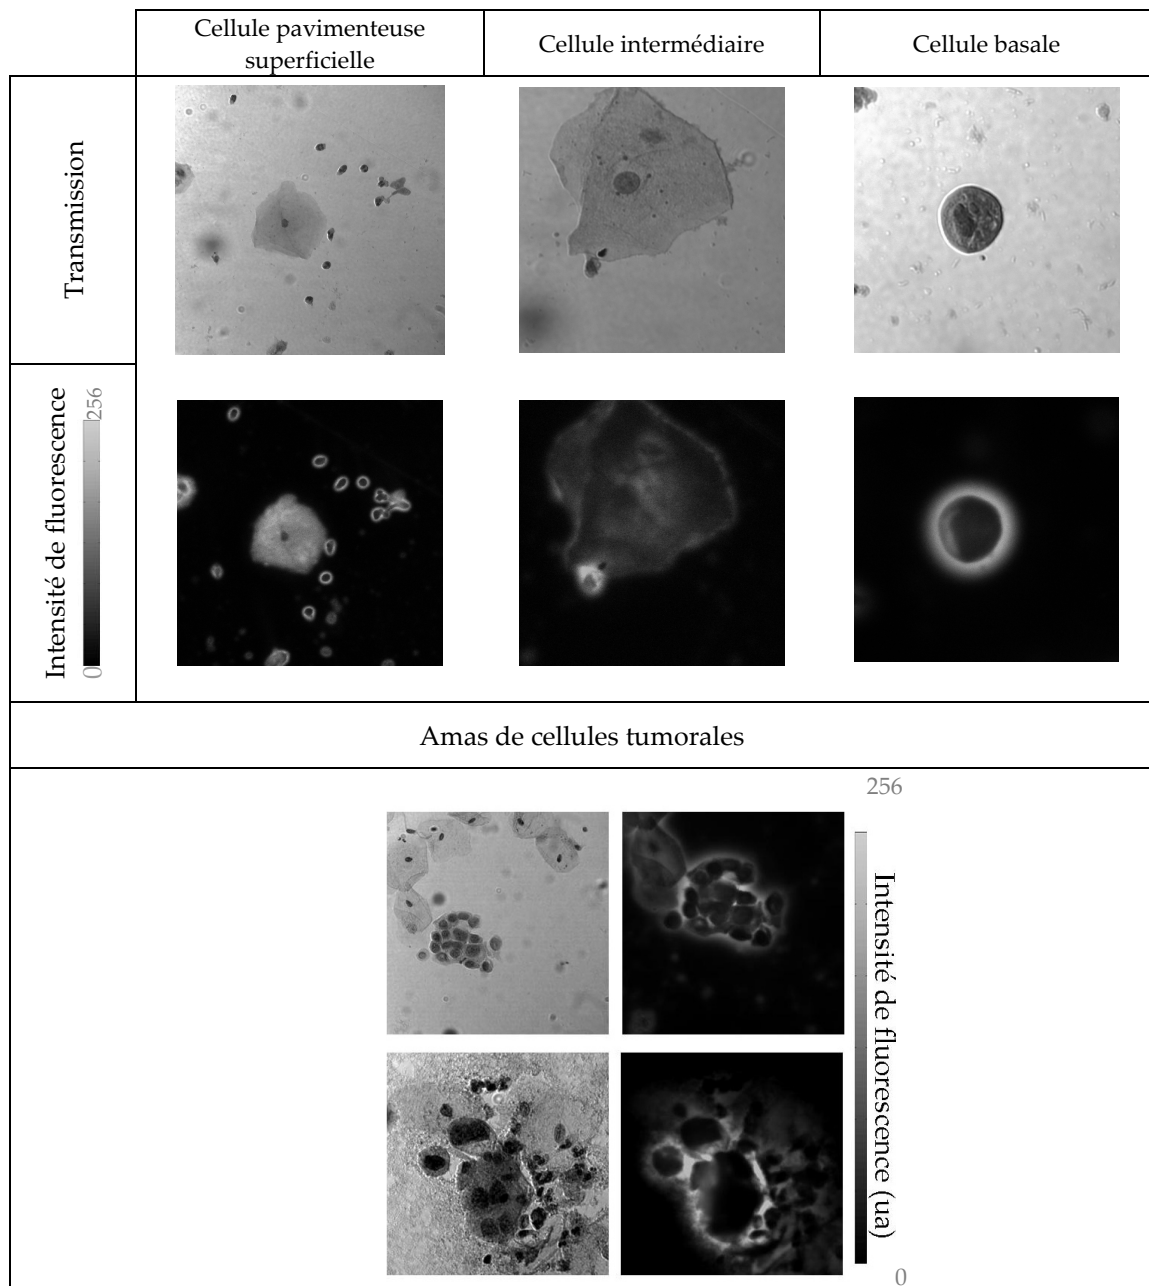 Cellule pavimenteuse
superficielle
Cellule intermédiaire
Cellule basale
Transmission
Intensité de fluorescence
256
0
Amas de cellules tumorales
256
Intensité de fluorescence (ua)
0